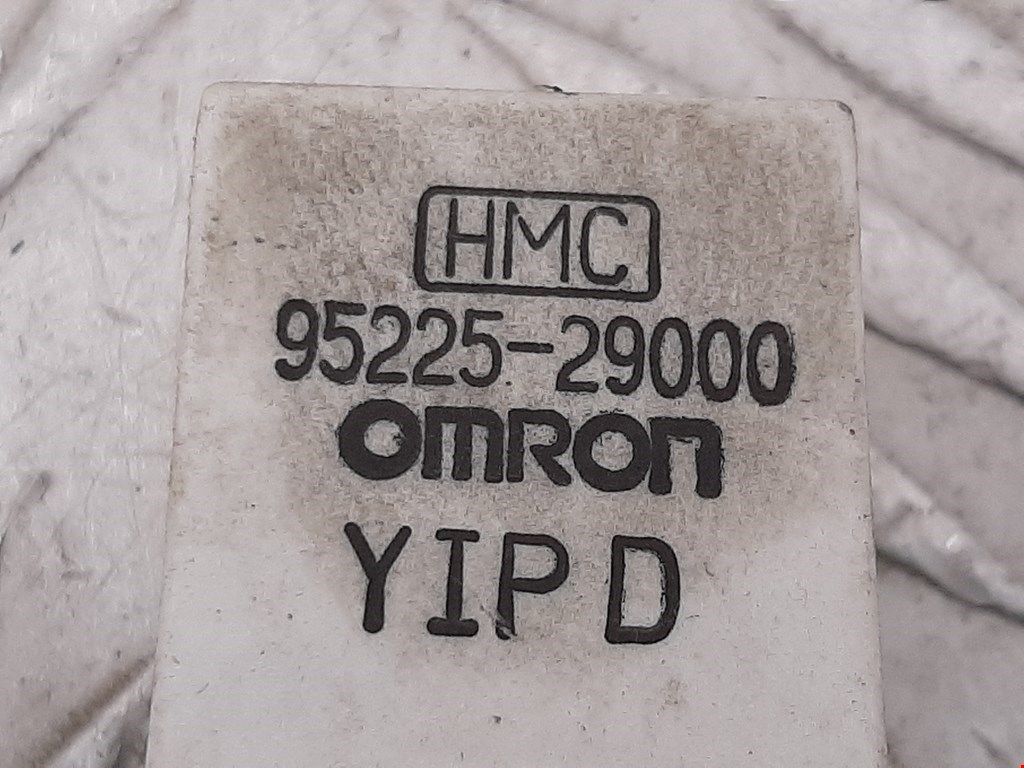 HMC
95225-29000
omron
YIP D